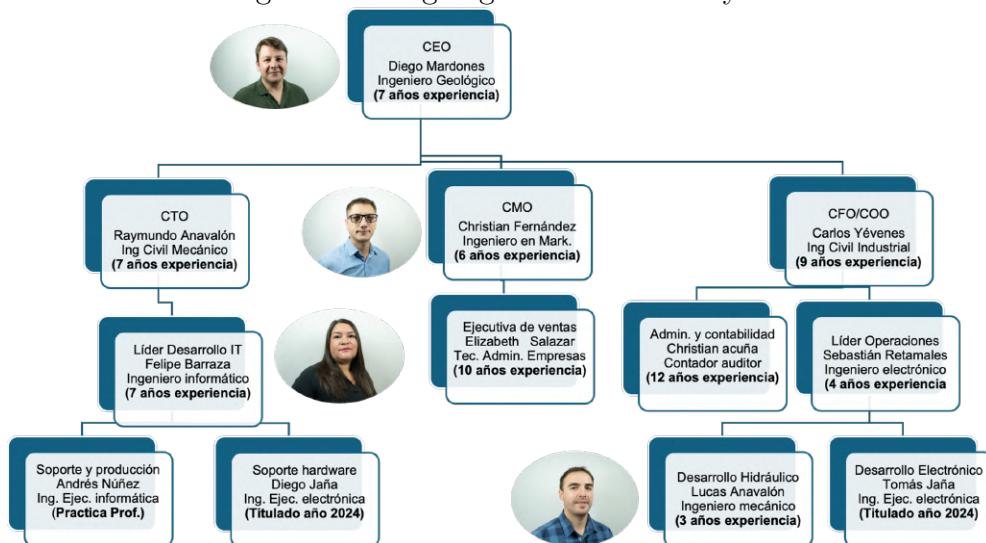 CEO
Diego Mardones
Ingeniero Geológico
(7 años experiencia)
CTO
Raymundo Anavalón
Ing Civil Mecánico
(7 años experiencia)
CMO
Christian Fernández
Ingeniero en Mark.
(6 años experiencia)
CFO/COO
Carlos Yévenes
Ing Civil Industrial
(9 años experiencia)
Líder Desarrollo IT
Felipe Barraza
Ingeniero informático
(7 años experiencia)
Ejecutiva de ventas
Elizabeth Salazar
Tec. Admin. Empresas
(10 años experiencia)
Admin. y contabilidad
Christian acuña
Contador auditor
(12 años experiencia)
Líder Operaciones
Sebastián Retamales
Ingeniero electrónico
(4 años experiencia
Soporte y producción
Andrés Núñez
Ing. Ejec. informática
(Practica Prof.)
Soporte hardware
Diego Jaña
Ing. Ejec. electrónica
(Titulado año 2024)
Desarrollo Hidráulico
Lucas Anavalón
Ingeniero mecánico
(3 años experiencia)
Desarrollo Electrónico
Tomás Jaña
Ing. Ejec. electrónica
(Titulado año 2024)